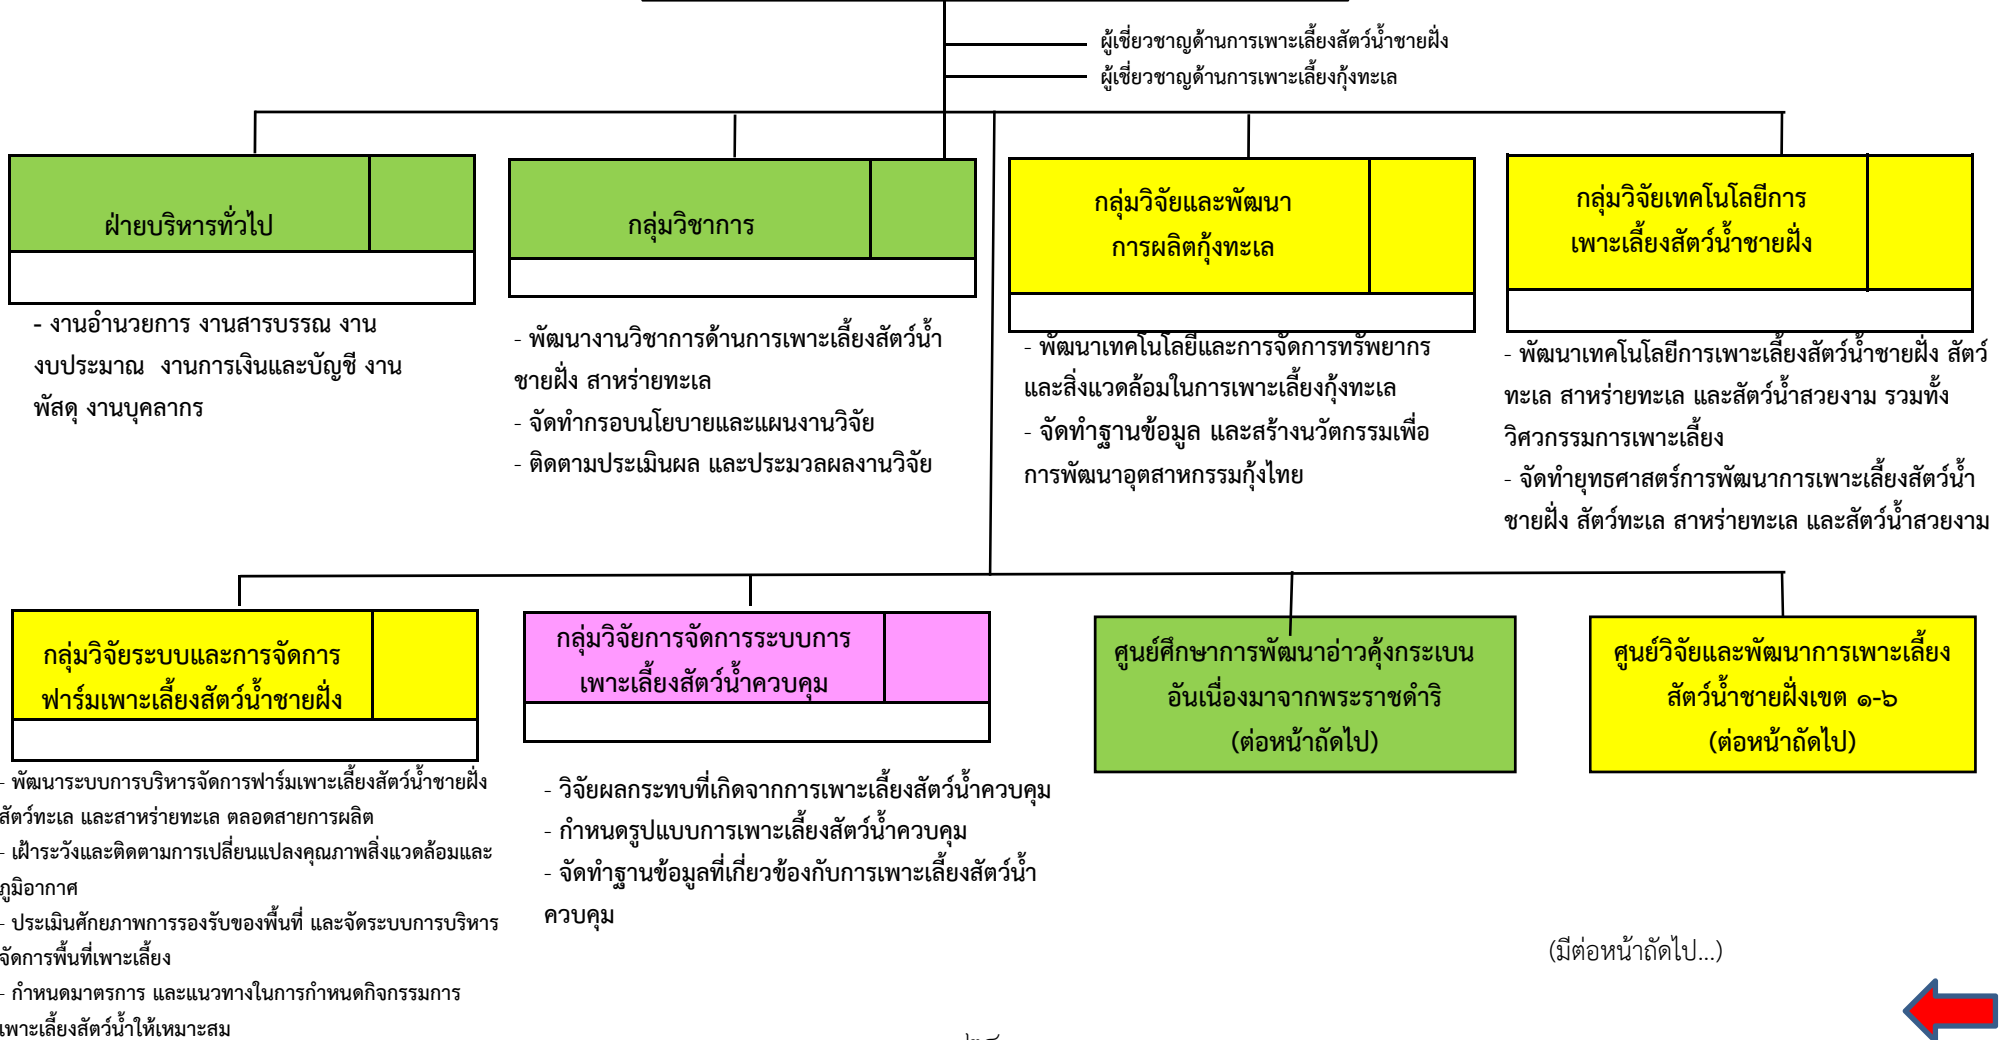 ผู้เชี่ยวชาญด้านการเพาะเลี้ยงสัตว์น้ำชายฝั่ง
ผู้เชี่ยวชาญด้านการเพาะเลี้ยงกุ้งทะเล
ฝ่ายบริหารทั่วไป
- งานอำนวยการ งานสารบรรณ งาน
งบประมาณ งานการเงินและบัญชี งาน
พัสดุ งานบุคลากร
กลุ่มวิชาการ
- พัฒนางานวิชาการด้านการเพาะเลี้ยงสัตว์น้ำ
ชายฝั่ง สาหร่ายทะเล
- จัดทำกรอบนโยบายและแผนงานวิจัย
- ติดตามประเมินผล และประมวลผลงานวิจัย
กลุ่มวิจัยและพัฒนา
การผลิตกุ้งทะเล
- พัฒนาเทคโนโลยีและการจัดการทรัพยากร
และสิ่งแวดล้อมในการเพาะเลี้ยงกุ้งทะเล
- จัดทำฐานข้อมูล และสร้างนวัตกรรมเพื่อ
การพัฒนาอุตสาหกรรมกุ้งไทย
กลุ่มวิจัยเทคโนโลยีการ
เพาะเลี้ยงสัตว์น้ำชายฝั่ง
- พัฒนาเทคโนโลยีการเพาะเลี้ยงสัตว์น้ำชายฝั่ง สัตว์
ทะเล สาหร่ายทะเล และสัตว์น้ำสวยงาม รวมทั้ง
วิศวกรรมการเพาะเลี้ยง
- จัดทำยุทธศาสตร์การพัฒนาการเพาะเลี้ยงสัตว์น้ำ
ชายฝั่ง สัตว์ทะเล สาหร่ายทะเล และสัตว์น้ำสวยงาม
กลุ่มวิจัยระบบและการจัดการ
ฟาร์มเพาะเลี้ยงสัตว์น้ำชายฝั่ง
- พัฒนาระบบการบริหารจัดการฟาร์มเพาะเลี้ยงสัตว์น้ำชายฝั่ง
สัตว์ทะเล และสาหร่ายทะเล ตลอดสายการผลิต
- เฝ้าระวังและติดตามการเปลี่ยนแปลงคุณภาพสิ่งแวดล้อมและ
ภูมิอากาศ
- ประเมินศักยภาพการรองรับของพื้นที่ และจัดระบบการบริหาร
จัดการพื้นที่เพาะเลี้ยง
- กำหนดมาตรการ และแนวทางในการกำหนดกิจกรรมการ
เพาะเลี้ยงสัตว์น้ำให้เหมาะสม
กลุ่มวิจัยการจัดการระบบการ
เพาะเลี้ยงสัตว์น้ำควบคุม
- วิจัยผลกระทบที่เกิดจากการเพาะเลี้ยงสัตว์น้ำควบคุม
- กำหนดรูปแบบการเพาะเลี้ยงสัตว์น้ำควบคุม
- จัดทำฐานข้อมูลที่เกี่ยวข้องกับการเพาะเลี้ยงสัตว์น้ำ
ควบคุม
ศูนย์ศึกษาการพัฒนาอ่าวคุ้งกระเบน
อันเนื่องมาจากพระราชดำริ
(ต่อหน้าถัดไป)
ศูนย์วิจัยและพัฒนาการเพาะเลี้ยง
สัตว์น้ำชายฝั่งเขต ๑-๖
(ต่อหน้าถัดไป)
(มีต่อหน้าถัดไป...)